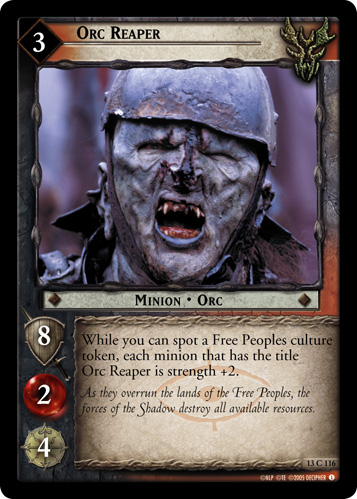 3
Orc Reaper
Minion • Orc
8
While you can spot a Free Peoples culture
token, each minion that has the title
Orc Reaper is strength +2.
2
As they overrun the lands of the Free Peoples, the
forces of the Shadow destroy all available resources.
4
13 C 116
©NLP ©TE ©2005 DECIPHER